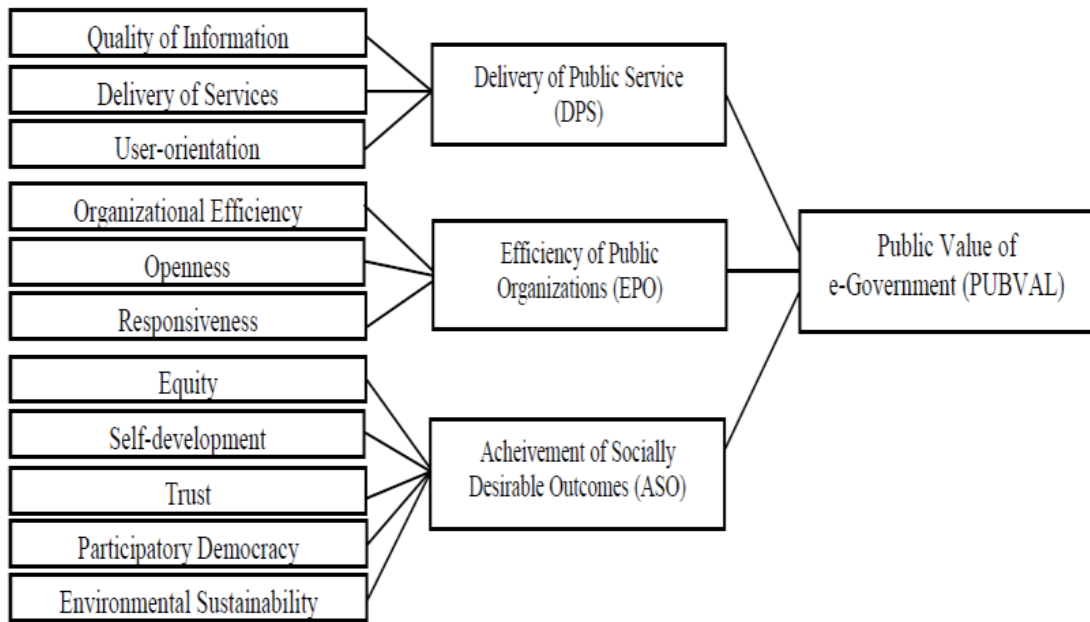 Quality of Information
Delivery of Services
User-orientation
Organizational Efficiency
Openness
Responsiveness
Equity
Self-development
Trust
Participatory Democracy
Environmental Sustainability
Delivery of Public Service
(DPS)
Efficiency of Public
Organizations (EPO)
Acheivement of Socially
Desirable Outcomes (ASO)
Public Value of
e-Government (PUBVAL)